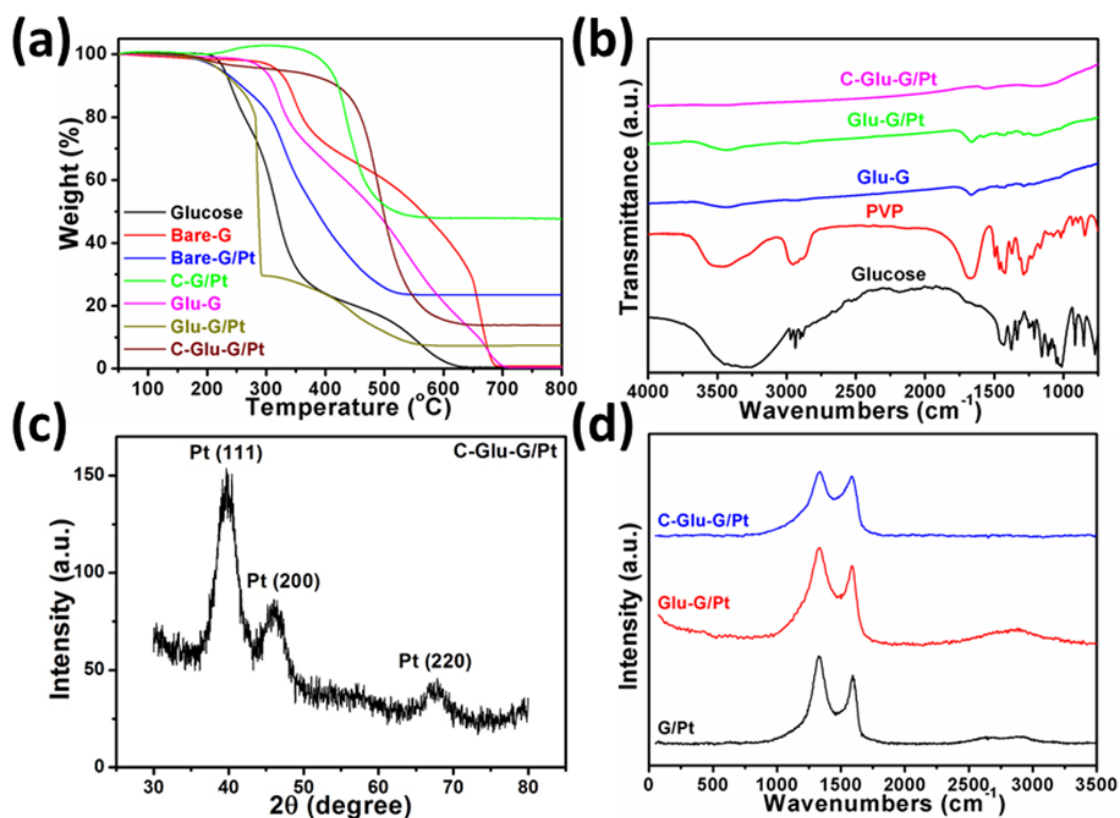 (a)
Weight (%)
100
80
60
40
20
0
Glucose
Bare-G
Bare-G/Pt
C-G/Pt
Glu-G
Glu-G/Pt
C-Glu-G/Pt
100 200 300 400 500 600 700 800
Temperature (°C)
(b)
Transmittance (a.u.)
C-Glu-G/Pt
Glu-G/Pt
Glu-G
PVP
Glucose
4000 3500 3000 2500 2000 1500 1000
Wavenumbers (cm⁻¹)
(c)
Intensity (a.u.)
150
100
50
0
Pt (111)
C-Glu-G/Pt
Pt (200)
Pt (220)
30 40 50 60 70 80
2θ (degree)
(d)
Intensity (a.u.)
C-Glu-G/Pt
Glu-G/Pt
G/Pt
0 500 1000 1500 2000 2500 3000 3500
Wavenumbers (cm⁻¹)